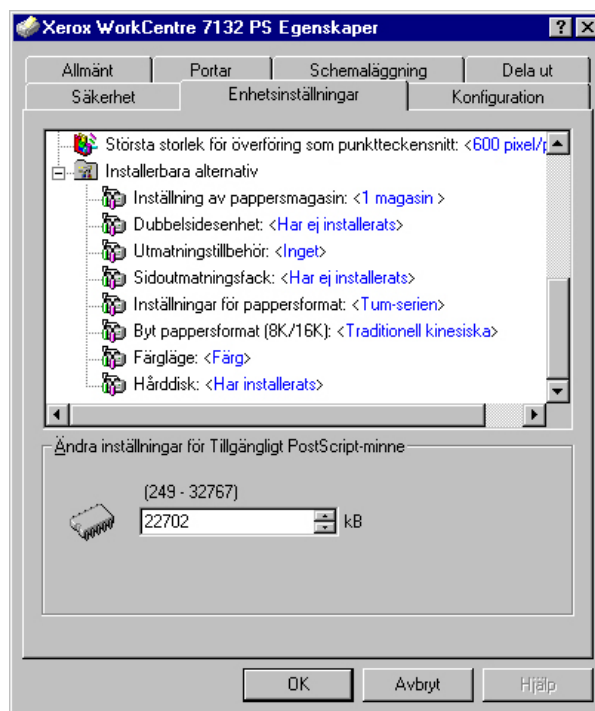 Xerox WorkCentre 7132 PS Egenskaper
Allmänt Portar Schemaläggning Dela ut
Säkerhet Enhetsinställningar Konfiguration
Största storlek för överföring som punktteckensnitt: <600 pixel/
Installerbara alternativ
Inställning av pappersmagasin: <1 magasin >
Dubbelsidesenhet: <Har ej installerats>
Utmatningstillbehör: <Inget>
Sidoutmatningsfack: <Har ej installerats>
Inställningar för pappersformat: <Tum-serien>
Byt pappersformat (8K/16K): <Traditionell kinesiska>
Färgläge: <Färg>
Hårddisk: <Har installerats>
Ändra inställningar för Tillgängligt PostScript-minne
(249 - 32767)
22702 kB
OK Avbryt Hjälp